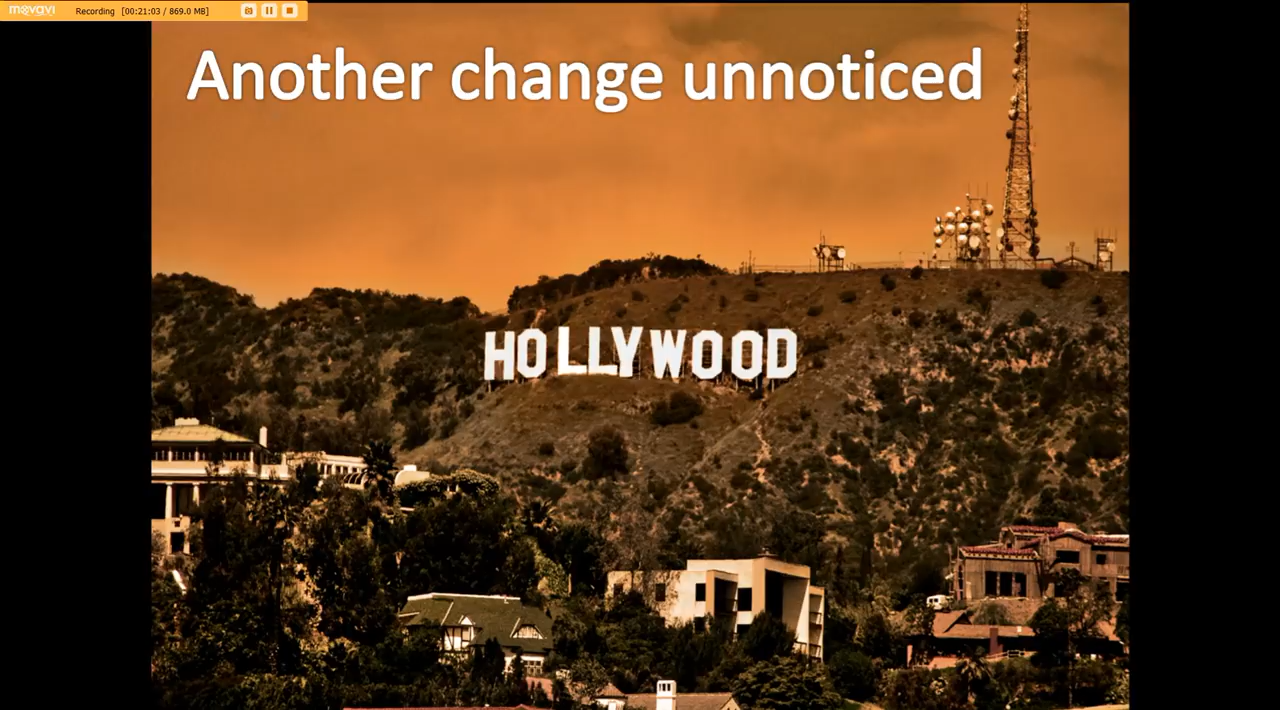 movavi Recording [00:21:03 / 869.0 MB]
Another change unnoticed
HOLLYWOOD